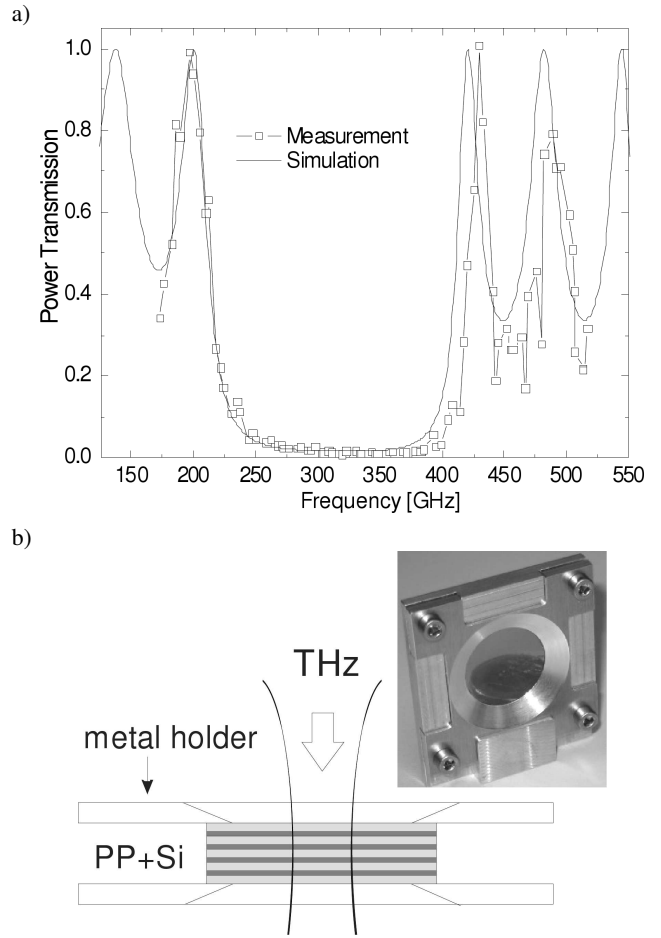 a)
1.0
0.8
0.6
0.4
0.2
0.0
Power Transmission
Measurement
Simulation
150 200 250 300 350 400 450 500 550
Frequency [GHz]
b)
THz
metal holder
PP+Si